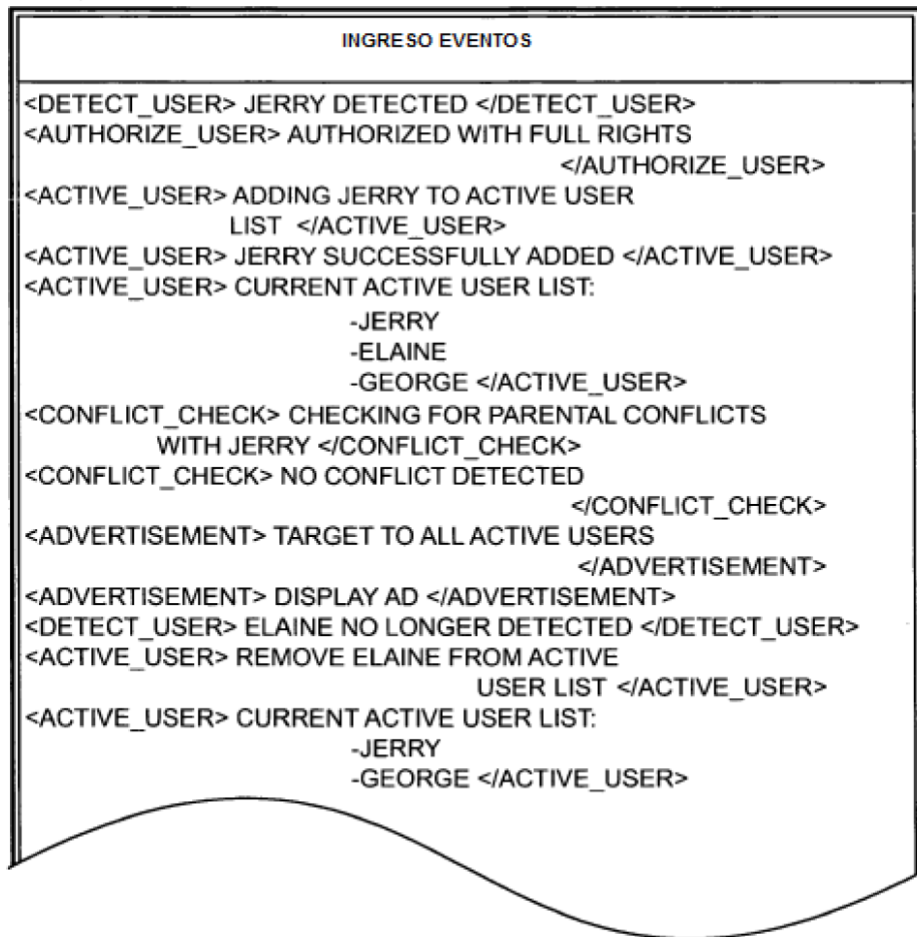 INGRESO EVENTOS
<DETECT_USER> JERRY DETECTED </DETECT_USER>
<AUTHORIZE_USER> AUTHORIZED WITH FULL RIGHTS
</AUTHORIZE_USER>
<ACTIVE_USER> ADDING JERRY TO ACTIVE USER
LIST </ACTIVE_USER>
<ACTIVE_USER> JERRY SUCCESSFULLY ADDED </ACTIVE_USER>
<ACTIVE_USER> CURRENT ACTIVE USER LIST:
-JERRY
-ELAINE
-GEORGE </ACTIVE_USER>
<CONFLICT_CHECK> CHECKING FOR PARENTAL CONFLICTS
WITH JERRY </CONFLICT_CHECK>
<CONFLICT_CHECK> NO CONFLICT DETECTED
</CONFLICT_CHECK>
<ADVERTISEMENT> TARGET TO ALL ACTIVE USERS
</ADVERTISEMENT>
<ADVERTISEMENT> DISPLAY AD </ADVERTISEMENT>
<DETECT_USER> ELAINE NO LONGER DETECTED </DETECT_USER>
<ACTIVE_USER> REMOVE ELAINE FROM ACTIVE
USER LIST </ACTIVE_USER>
<ACTIVE_USER> CURRENT ACTIVE USER LIST:
-JERRY
-GEORGE </ACTIVE_USER>